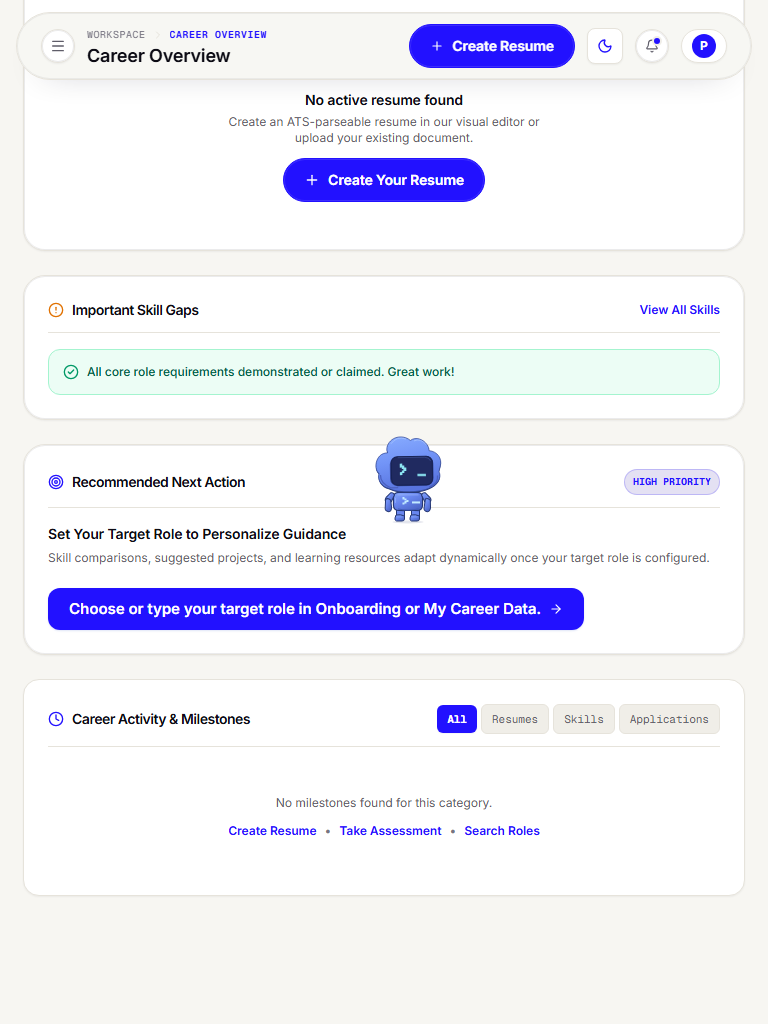 WORKSPACE CAREER OVERVIEW
Career Overview
Create Resume
P
No active resume found
Create an ATS-parseable resume in our visual editor or
upload your existing document.
Create Your Resume
Important Skill Gaps
View All Skills
All core role requirements demonstrated or claimed. Great work!
Recommended Next Action
HIGH PRIORITY
Set Your Target Role to Personalize Guidance
Skill comparisons, suggested projects, and learning resources adapt dynamically once your target role is configured.
Choose or type your target role in Onboarding or My Career Data. →
Career Activity & Milestones
All Resumes Skills Applications
No milestones found for this category.
Create Resume • Take Assessment • Search Roles